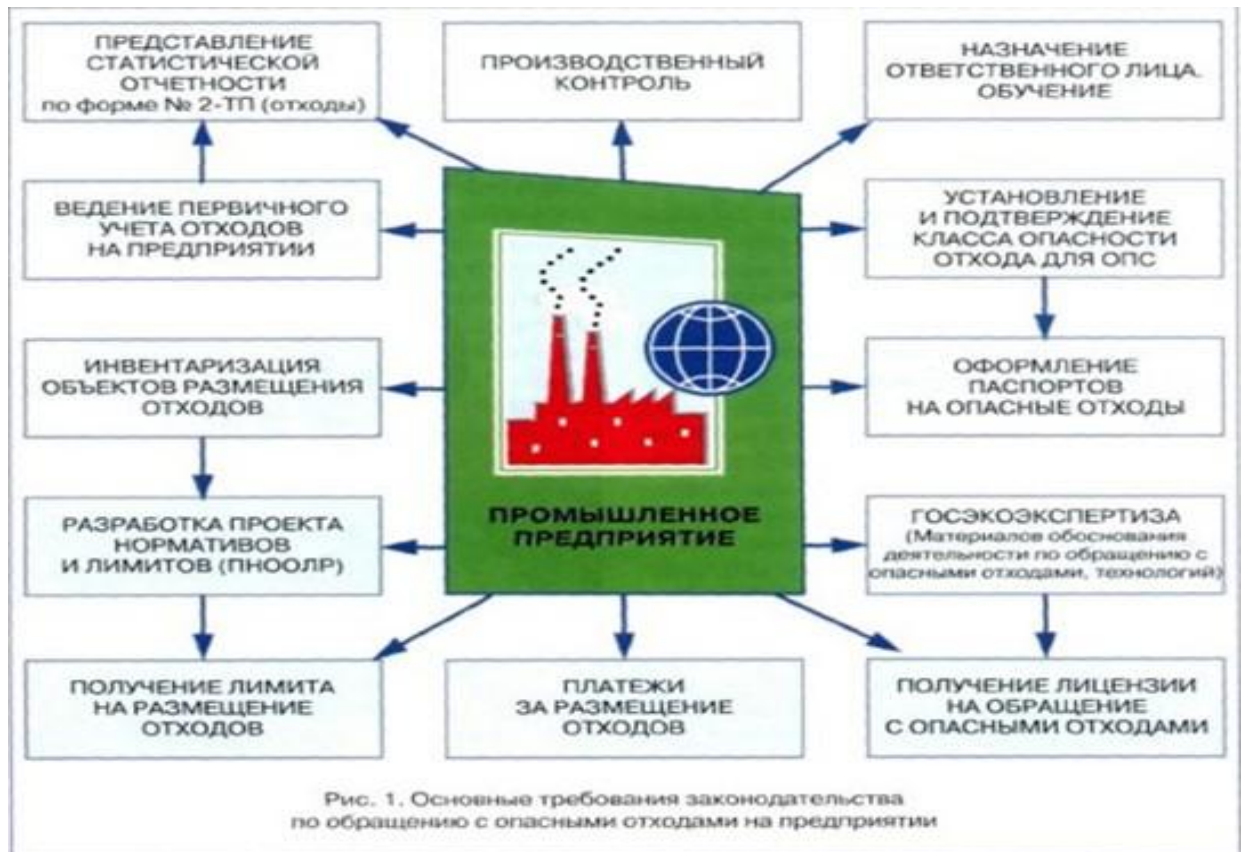 ПРЕДСТАВЛЕНИЕ
СТАТИСТИЧЕСКОЙ
ОТЧЕТНОСТИ
по форме № 2-ТП (отходы)
ПРОИЗВОДСТВЕННЫЙ
КОНТРОЛЬ
НАЗНАЧЕНИЕ
ОТВЕТСТВЕННОГО ЛИЦА.
ОБУЧЕНИЕ
ВЕДЕНИЕ ПЕРВИЧНОГО
УЧЕТА ОТХОДОВ
НА ПРЕДПРИЯТИИ
УСТАНОВЛЕНИЕ
И ПОДТВЕРЖДЕНИЕ
КЛАССА ОПАСНОСТИ
ОТХОДА ДЛЯ ОПС
ИНВЕНТАРИЗАЦИЯ
ОБЪЕКТОВ РАЗМЕЩЕНИЯ
ОТХОДОВ
ОФОРМЛЕНИЕ
ПАСПОРТОВ
НА ОПАСНЫЕ ОТХОДЫ
РАЗРАБОТКА ПРОЕКТА
НОРМАТИВОВ
И ЛИМИТОВ (ПНООЛР)
ПРОМЫШЛЕННОЕ
ПРЕДПРИЯТИЕ
ГОСЭКОЭКСПЕРТИЗА
(Материалов обоснования
деятельности по обращению с
опасными отходами, технологий)
ПОЛУЧЕНИЕ ЛИМИТА
НА РАЗМЕЩЕНИЕ
ОТХОДОВ
ПЛАТЕЖИ
ЗА РАЗМЕЩЕНИЕ
ОТХОДОВ
ПОЛУЧЕНИЕ ЛИЦЕНЗИИ
НА ОБРАЩЕНИЕ
С ОПАСНЫМИ ОТХОДАМИ
Рис. 1. Основные требования законодательства
по обращению с опасными отходами на предприятии